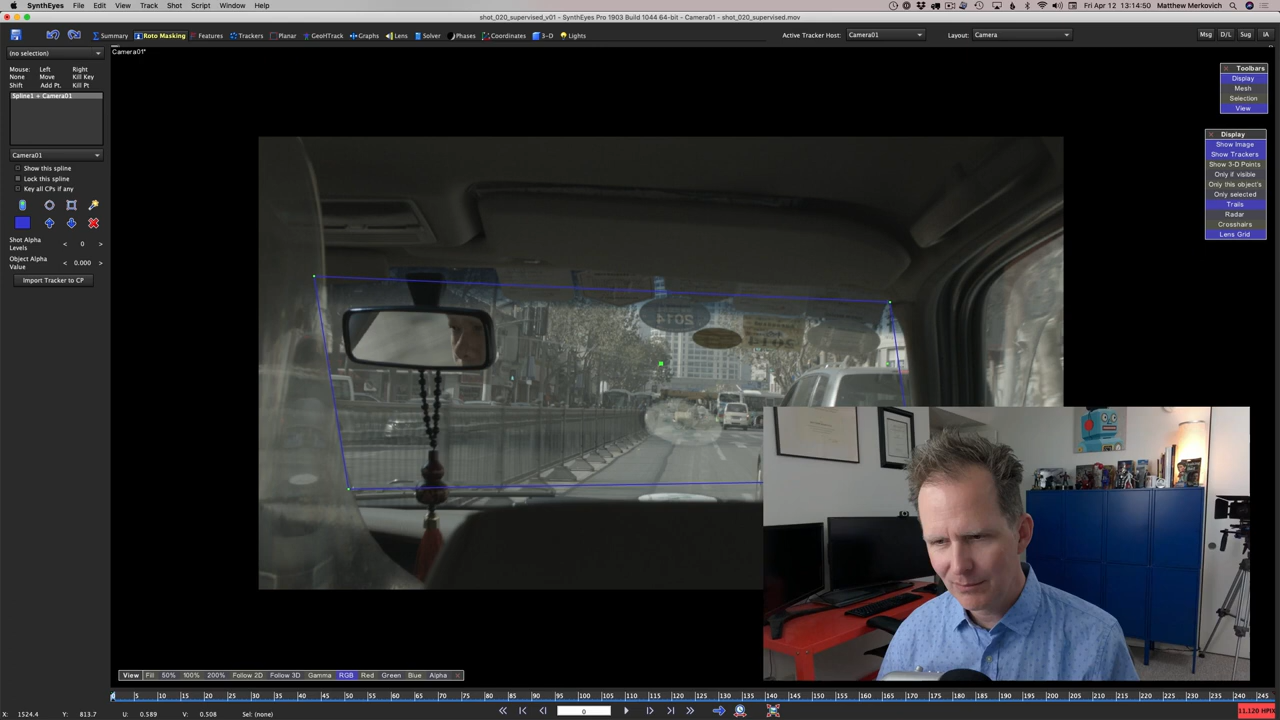 SynthEyes File Edit View Track Shot Script Window Help Fri Apr 12 13:14:50 Matthew Merkovich
shot_020_supervised_v01 - SynthEyes Pro 1903 Build 1044 64-bit - Camera01 - shot_020_supervised.mov
Summary Roto Masking Features Trackers Planar GeoHTrack Graphs Lens Solver Phases Coordinates 3-D Lights Active Tracker Host: Camera01 Layout: Camera Msg D/L Sug IA
(no selection) Camera01*
Mouse: Left Right
None Move Kill Key
Shift Add Pt. Kill Pt
Spline1 + Camera01
Camera01
Show this spline
Lock this spline
Key all CPs if any
Shot Alpha Levels < 0 >
Object Alpha Value < 0.000 >
Import Tracker to CF
Toolbars
Display
Mesh
Selection
View
Display
Show Image
Show Trackers
Show 3-D Points
Only if visible
Only this object's
Only selected
Trails
Radar
Crosshairs
Lens Grid
2014
View Fill 50% 100% 200% Follow 2D Follow 3D Gamma RGB Red Green Blue Alpha
5 10 15 20 25 30 35 40 45 50 55 60 65 70 75 80 85 90 95 100 105 110 115 120 125 130 135 140 145 150 155 160 165 170 175 180 185 190 195 200 205 210 215 220 225 230 235 240 245
X: 1524.4 Y: 813.7 U: 0.589 V: 0.508 Sel: (none) 0 11.120 HPIX